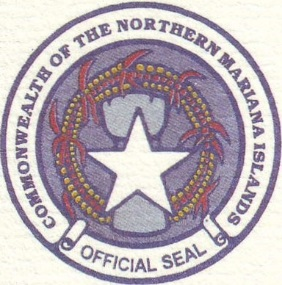 COMMONWEALTH OF THE NORTHERN MARIANA ISLANDS
OFFICIAL SEAL